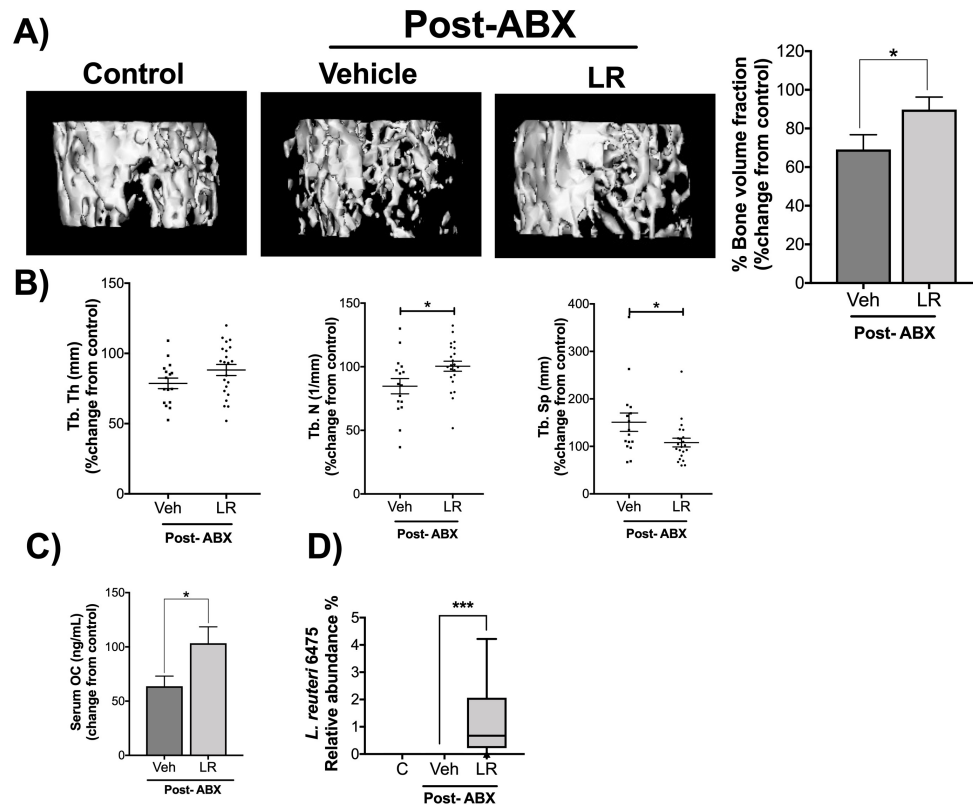 A)
Post-ABX
Control
Vehicle
LR
% Bone volume fraction
(%change from control)
120
100
80
60
40
20
0
*
Veh
LR
Post- ABX
B)
Tb. Th (mm)
(%change from control)
150
100
50
0
Veh
LR
Post- ABX
Tb. N (1/mm)
(%change from control)
150
100
50
0
*
Veh
LR
Post- ABX
Tb. Sp (mm)
(%change from control)
400
300
200
100
0
*
Veh
LR
Post- ABX
C)
Serum OC (ng/mL)
(change from control)
150
100
50
0
*
Veh
LR
Post- ABX
D)
L. reuteri 6475
Relative abundance %
5
4
3
2
1
0
***
C
Veh
LR
Post- ABX